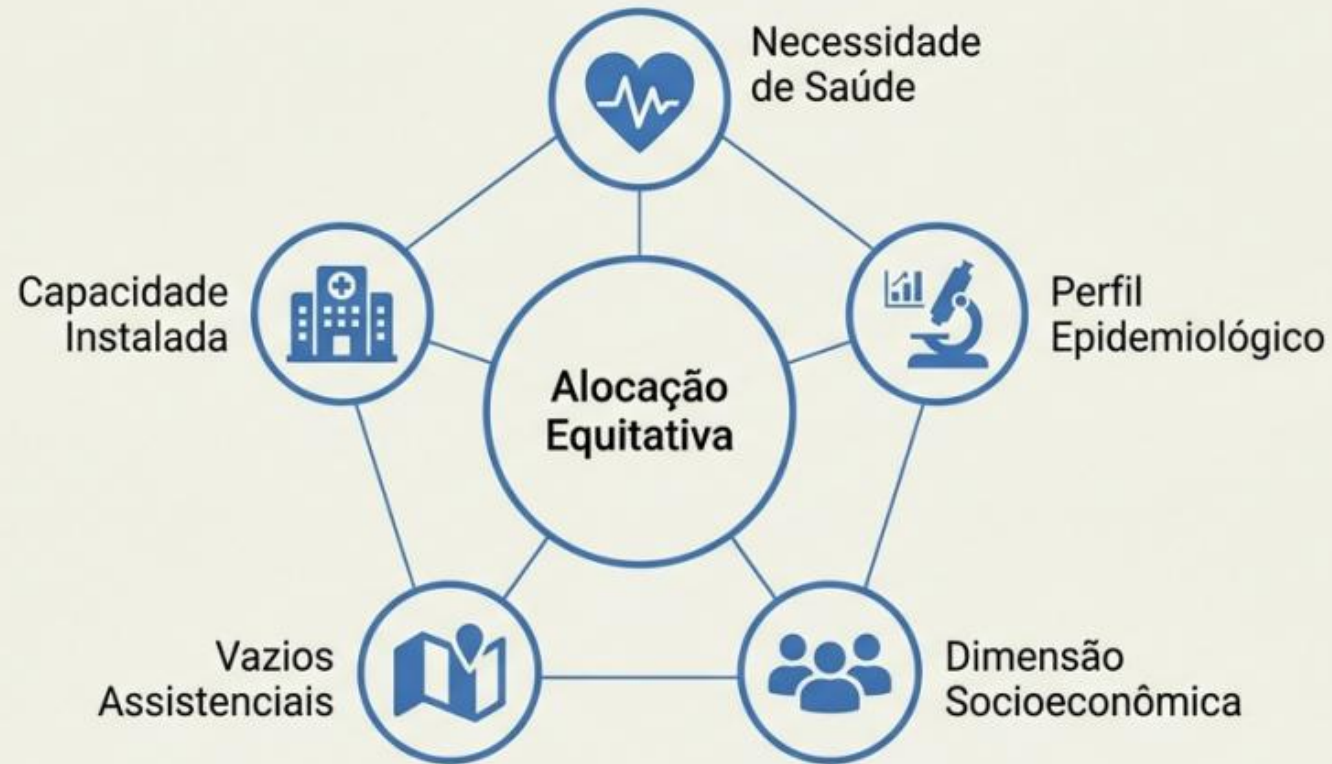 Necessidade
de Saúde
Capacidade
Instalada
Perfil
Epidemiológico
Alocação
Equitativa
Vazios
Assistenciais
Dimensão
Socioeconômica